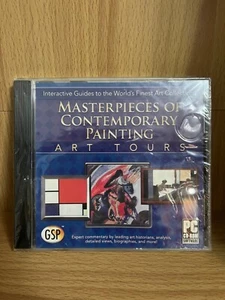 Interactive Guides to the World's Finest Art
MASTERPIECES OF
CONTEMPORARY
PAINTING
ART TOURS
GSP
PC
CD-ROM
SOFTWARE
Expert commentary by leading art historians, analysis,
detailed views, biographies, and more!